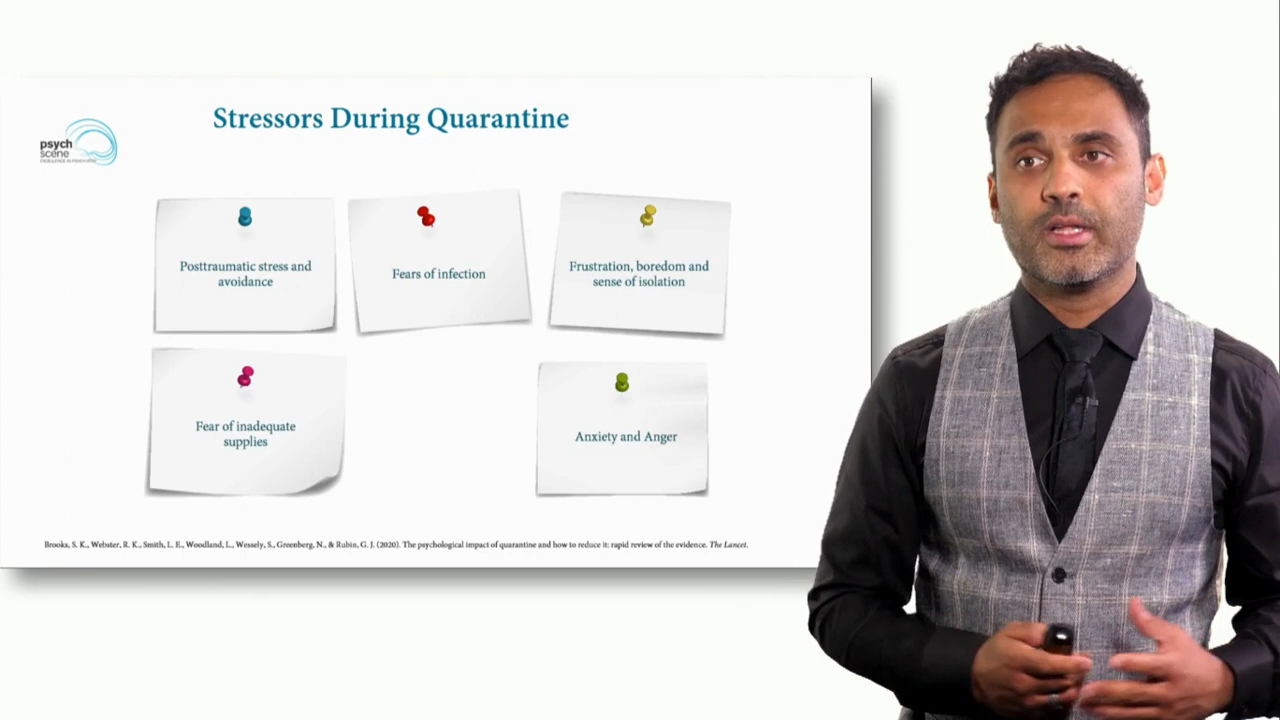 Stressors During Quarantine
psych
scene
Posttraumatic stress and
avoidance
Fears of infection
Frustration, boredom and
sense of isolation
Fear of inadequate
supplies
Anxiety and Anger
Brooks, S. K., Webster, R. K., Smith, L. E., Woodland, L., Wessely, S., Greenberg, N., & Rubin, G. J. (2020). The psychological impact of quarantine and how to reduce it: rapid review of the evidence. The Lancet.